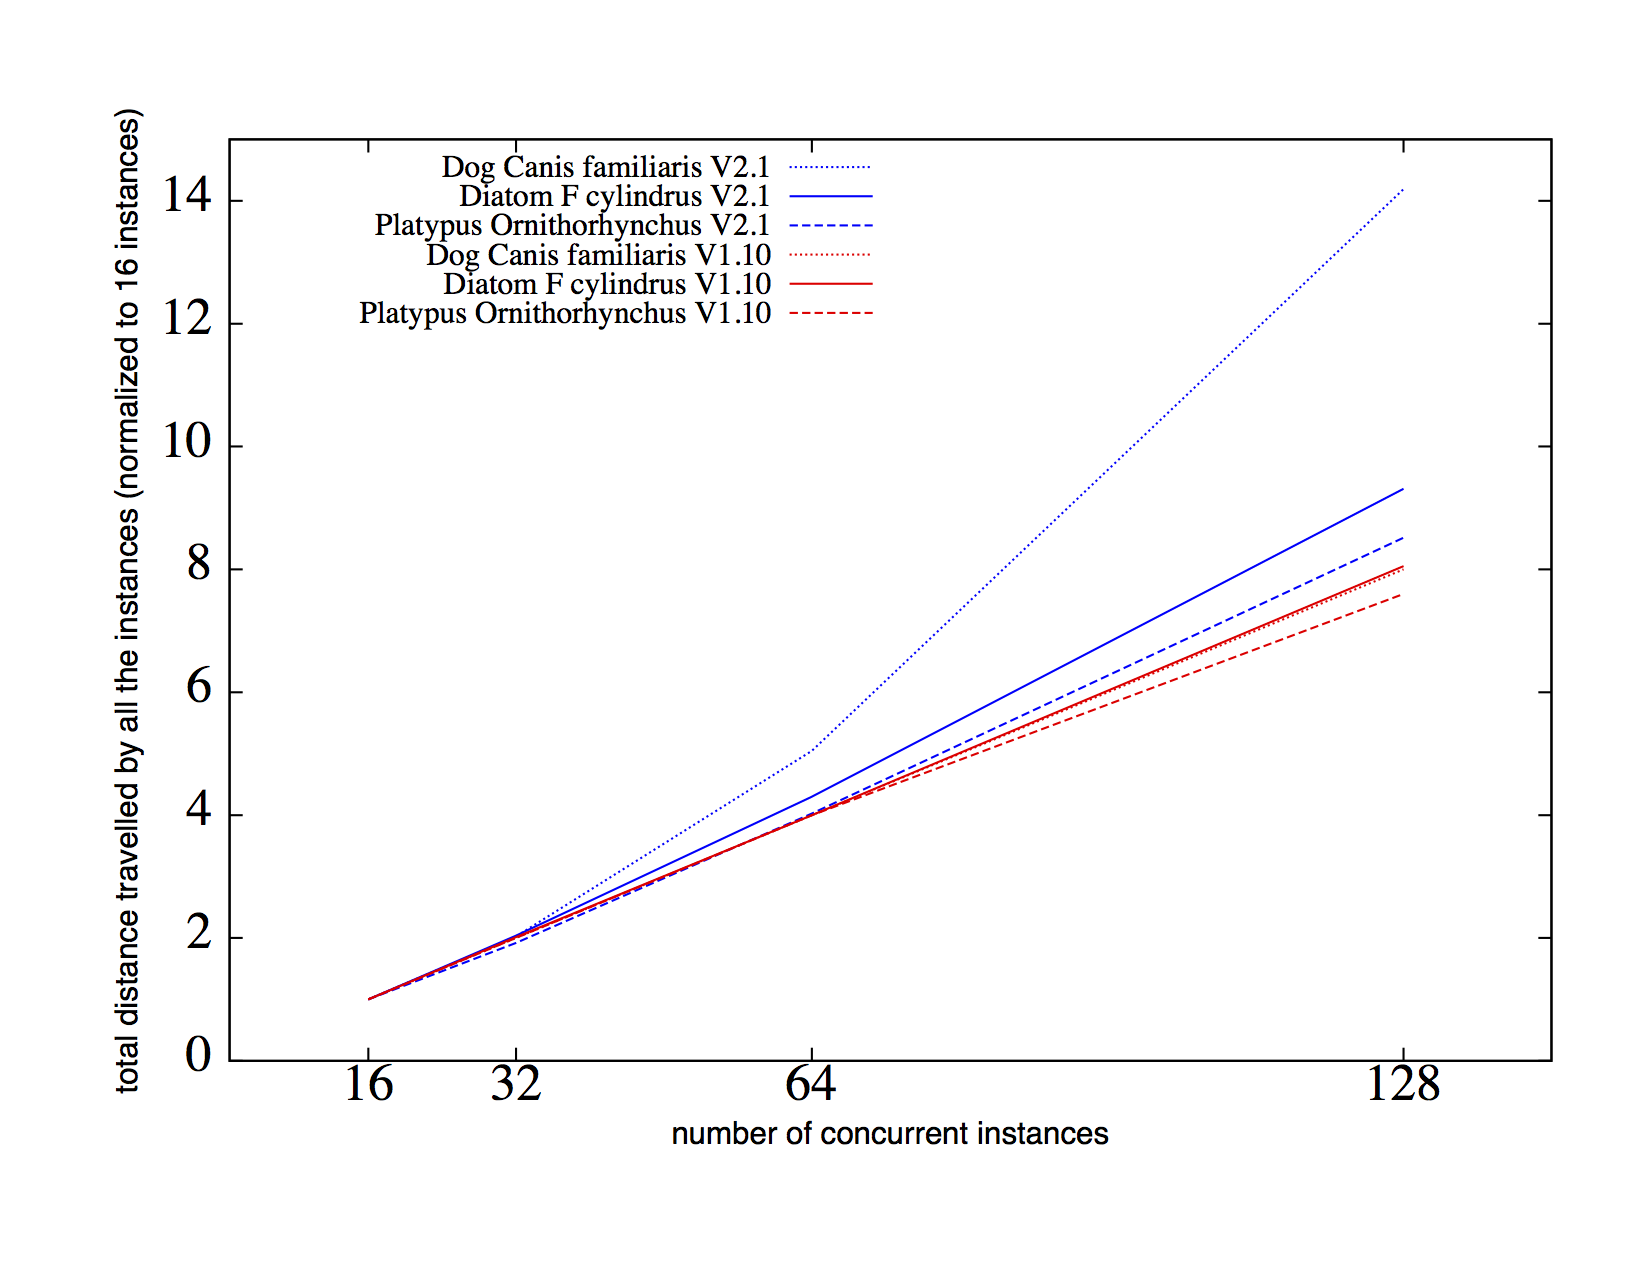 total distance travelled by all the instances (normalized to 16 instances)
Dog Canis familiaris V2.1
Diatom F cylindrus V2.1
Platypus Ornithorhynchus V2.1
Dog Canis familiaris V1.10
Diatom F cylindrus V1.10
Platypus Ornithorhynchus V1.10
14
12
10
8
6
4
2
0
16 32 64 128
number of concurrent instances